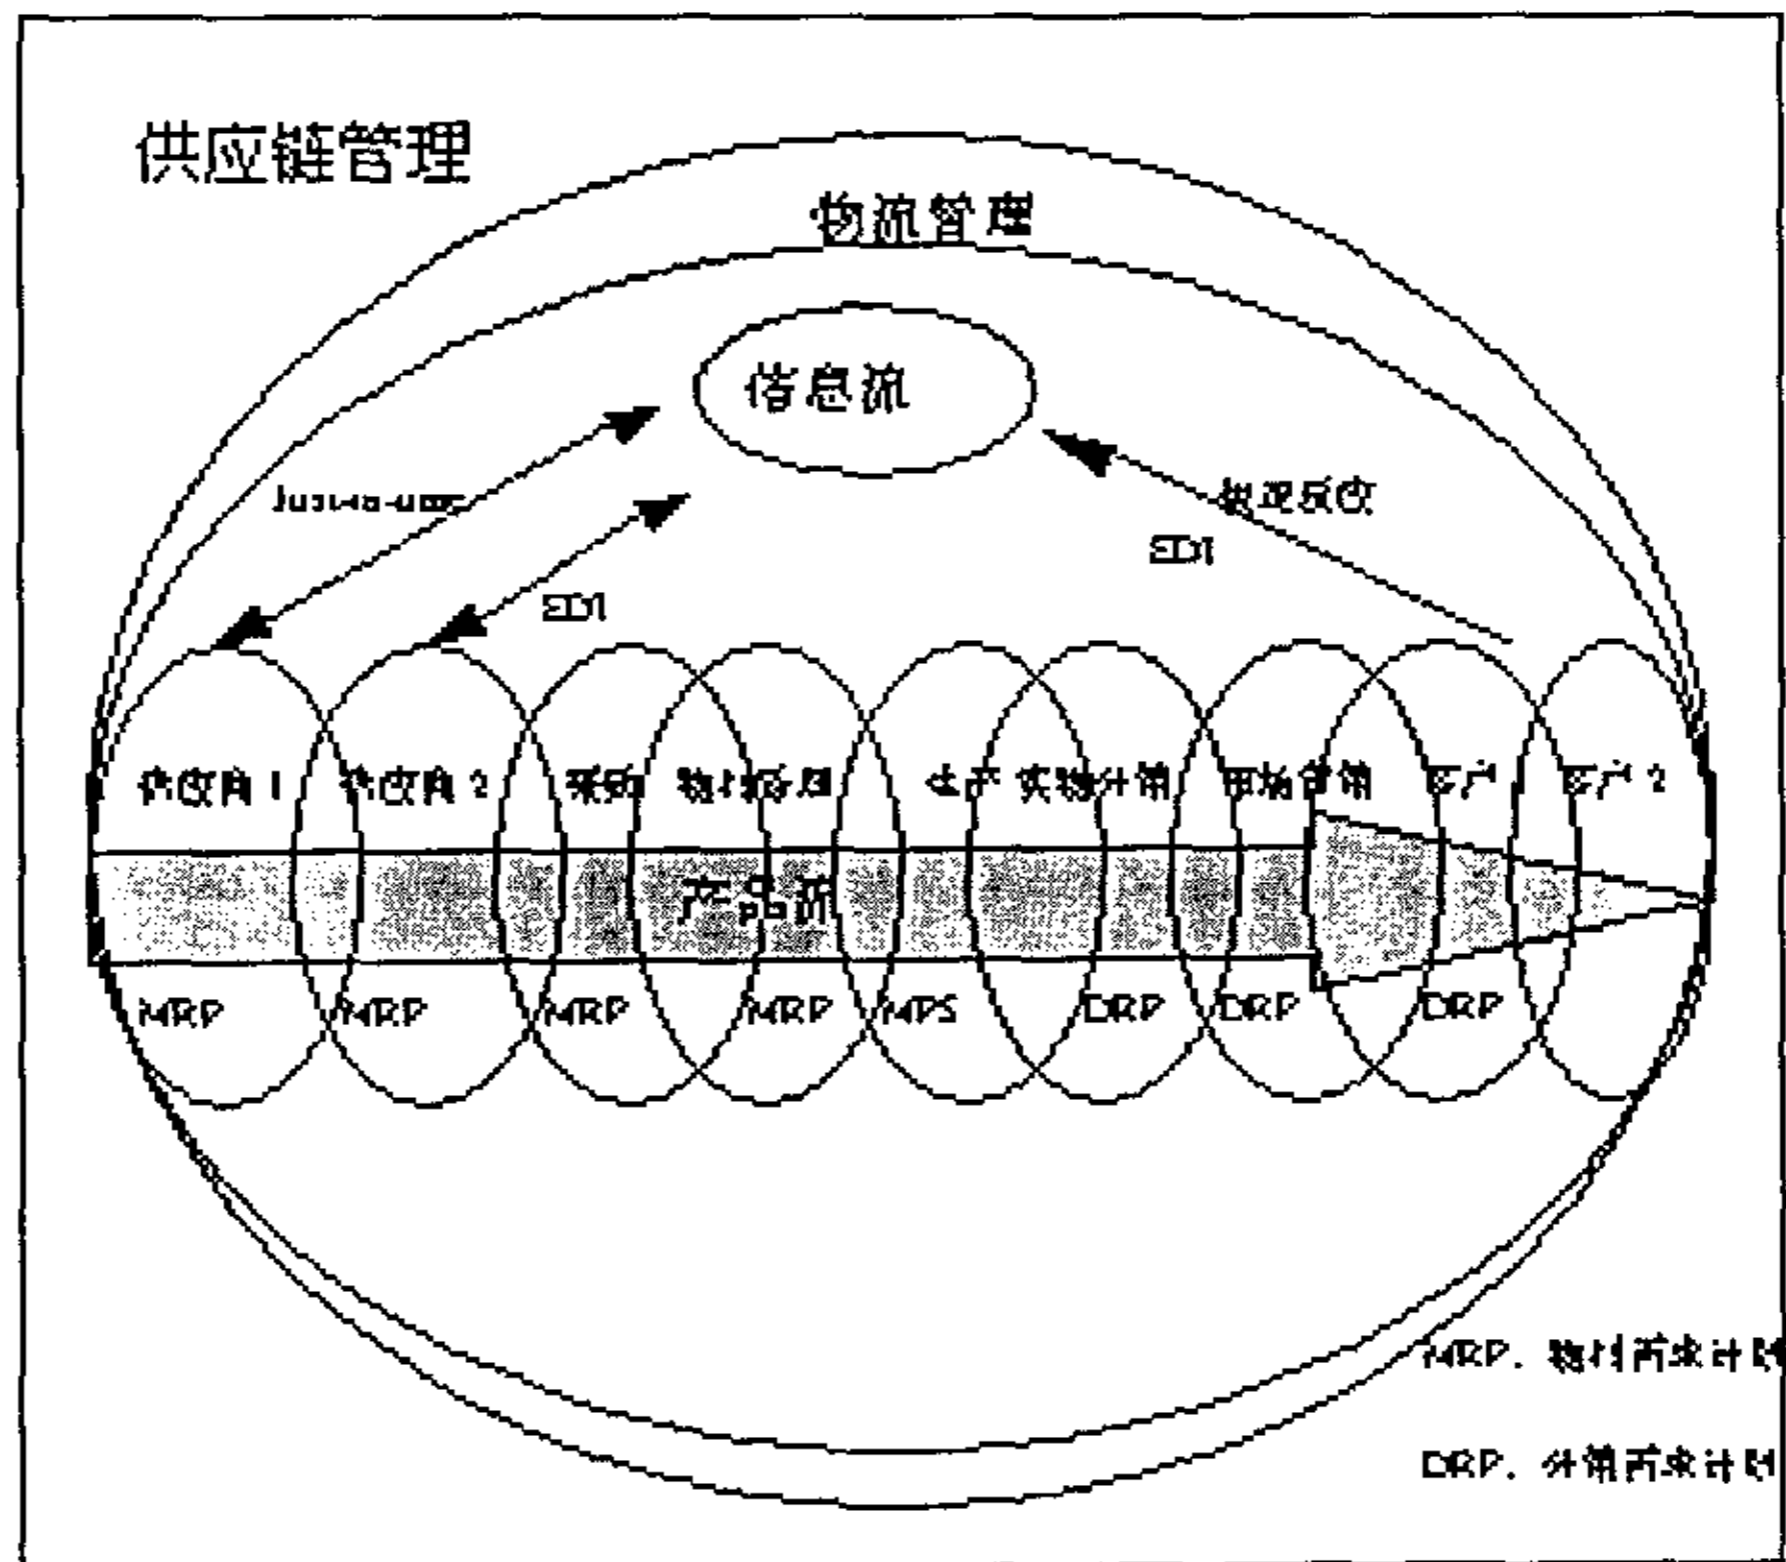 供应链管理
物流管理
信息流
EDI
EDI
供应商 1 供应商 2 采购 物料管理 生产 实物分销 市场营销 客户1 客户 2
产品流
MRP MRP MRP MRP MPS DRP DRP DRP
MRP. 物料需求计划
DRP. 分销需求计划